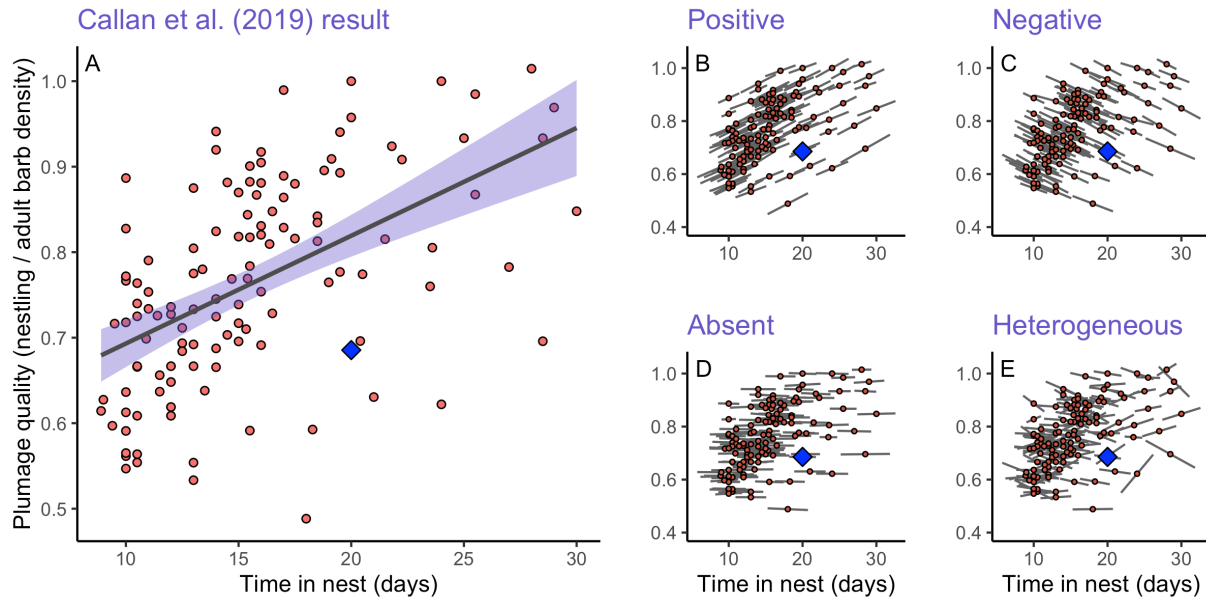 Callan et al. (2019) result
A
Plumage quality (nestling / adult barb density)
1.0
0.9
0.8
0.7
0.6
0.5
10 15 20 25 30
Time in nest (days)
Positive
B
1.0
0.8
0.6
0.4
10 20 30
Negative
C
1.0
0.8
0.6
0.4
10 20 30
Absent
D
1.0
0.8
0.6
0.4
10 20 30
Time in nest (days)
Heterogeneous
E
1.0
0.8
0.6
0.4
10 20 30
Time in nest (days)